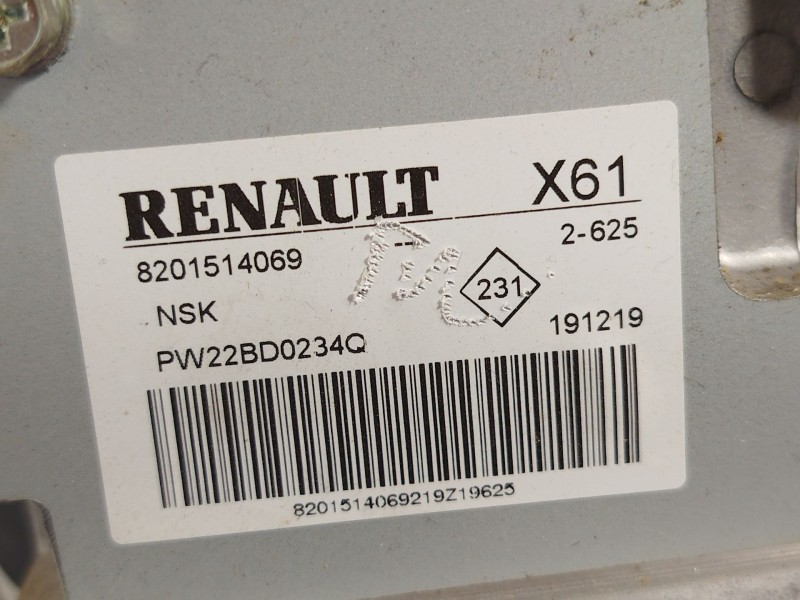 RENAULT X61
8201514069 -- 2-625
NSK 231 191219
PW22BD0234Q
8201514069219Z19625